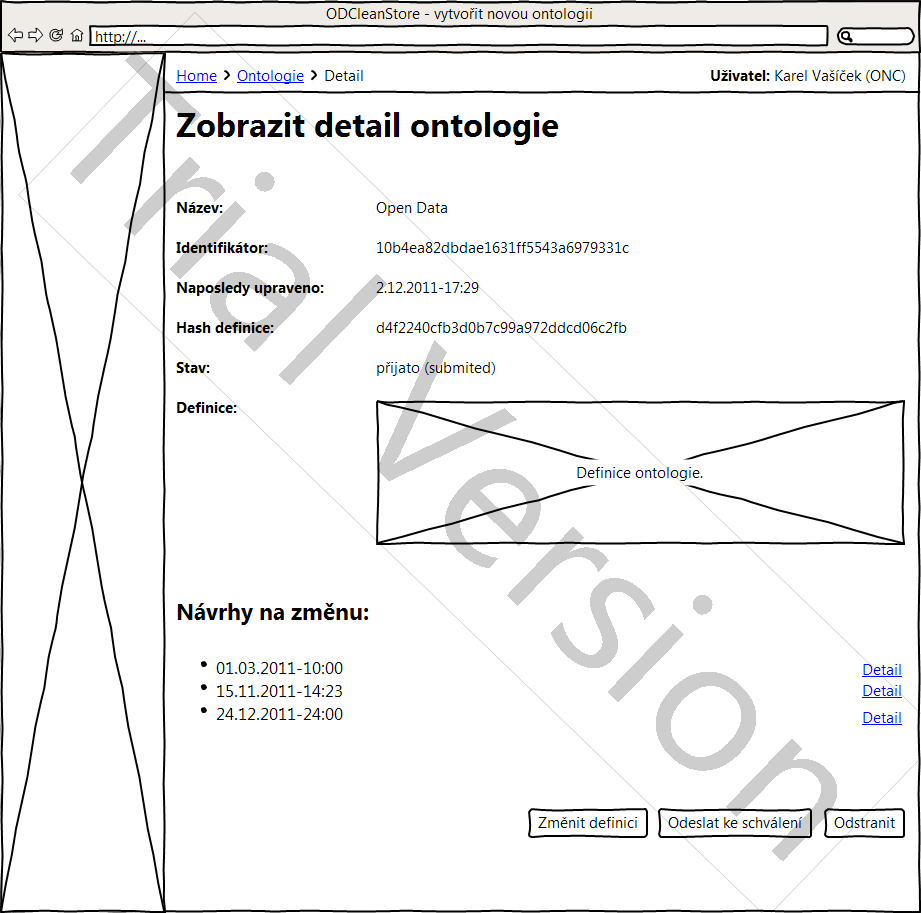 ODCleanStore - vytvořit novou ontologii
http://...
Home > Ontologie > Detail
Uživatel: Karel Vašíček (ONC)
Zobrazit detail ontologie
Název: Open Data
Identifikátor: 10b4ea82dbdae1631ff5543a6979331c
Naposledy upraveno: 2.12.2011-17:29
Hash definice: d4f2240cfb3d0b7c99a972ddcd06c2fb
Stav: přijato (submited)
Definice:
Definice ontologie.
Návrhy na změnu:
• 01.03.2011-10:00 Detail
• 15.11.2011-14:23 Detail
• 24.12.2011-24:00 Detail
Změnit definici Odeslat ke schválení Odstranit
Trial Version